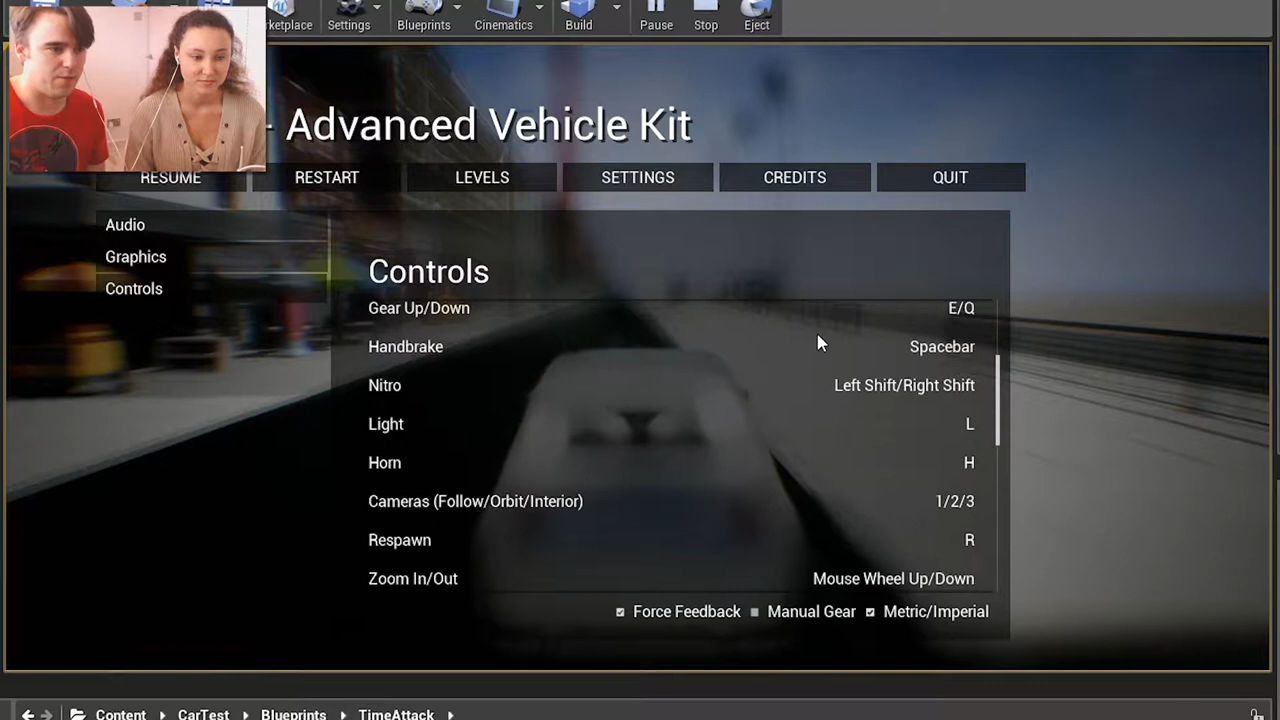 rketplace Settings Blueprints Cinematics Build Pause Stop Eject
- Advanced Vehicle Kit
RESUME RESTART LEVELS SETTINGS CREDITS QUIT
Audio
Graphics
Controls
Controls
Gear Up/Down E/Q
Handbrake Spacebar
Nitro Left Shift/Right Shift
Light L
Horn H
Cameras (Follow/Orbit/Interior) 1/2/3
Respawn R
Zoom In/Out Mouse Wheel Up/Down
Force Feedback Manual Gear Metric/Imperial
Content CarTest Blueprints TimeAttack